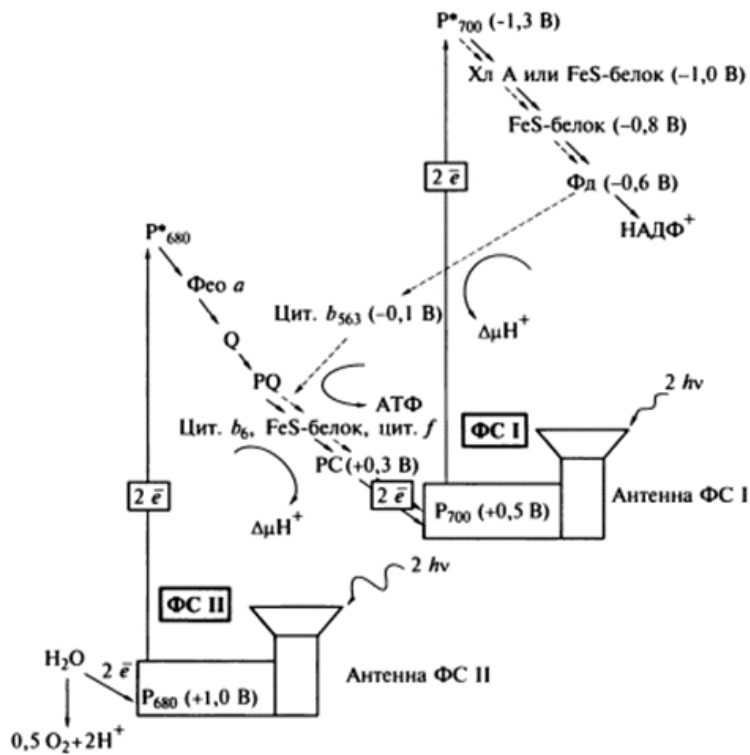 P*₇₀₀ (-1,3 В)
Хл А или FeS-белок (–1,0 В)
FeS-белок (–0,8 В)
2 ē
Фд (–0,6 В)
НАДФ⁺
P*₆₈₀
Фео a
Цит. b₅₆₃ (–0,1 В)
ΔμH⁺
Q
PQ
АТФ
2 hν
Цит. b₆, FeS-белок, цит. f
ФС I
PC (+0,3 В)
2 ē
2 ē
P₇₀₀ (+0,5 В)
Антенна ФС I
ΔμH⁺
2 hν
ФС II
H₂O
2 ē
P₆₈₀ (+1,0 В)
Антенна ФС II
0,5 O₂+2H⁺